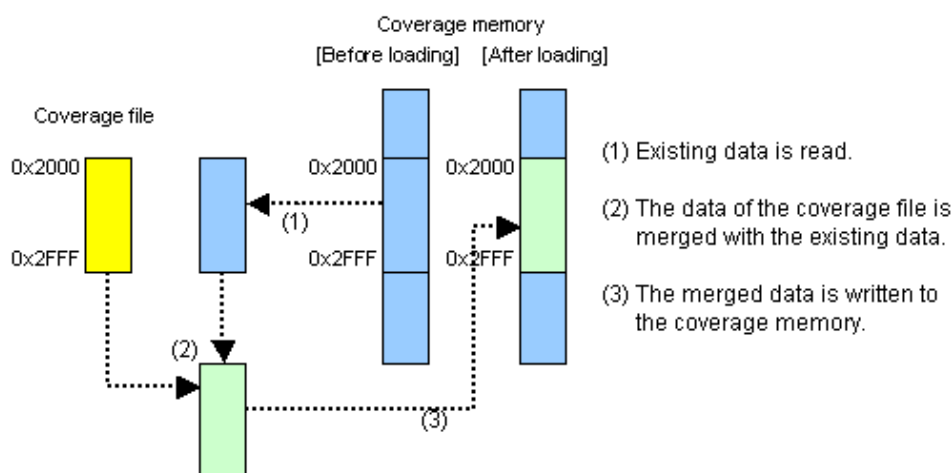 Coverage memory
[Before loading] [After loading]
Coverage file
0x2000
0x2000
0x2000
(1)
0x2FFF
0x2FFF
0x2FFF
(2)
(3)
(1) Existing data is read.
(2) The data of the coverage file is
merged with the existing data.
(3) The merged data is written to
the coverage memory.